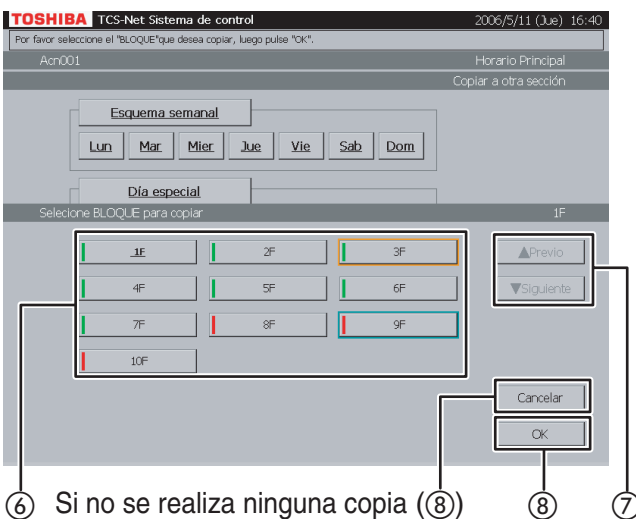 TOSHIBA TCS-Net Sistema de control 2006/5/11 (Jue) 16:40
Por favor seleccione el "BLOQUE"que desea copiar, luego pulse "OK".
Acn001 Horario Principal
Copiar a otra sección
Esquema semanal
Lun Mar Mier Jue Vie Sab Dom
Día especial
Selecione BLOQUE para copiar 1F
1F 2F 3F ▲Previo
4F 5F 6F ▼Siguiente
7F 8F 9F
10F
Cancelar
OK
⑥ Si no se realiza ninguna copia (⑧) ⑧ ⑦